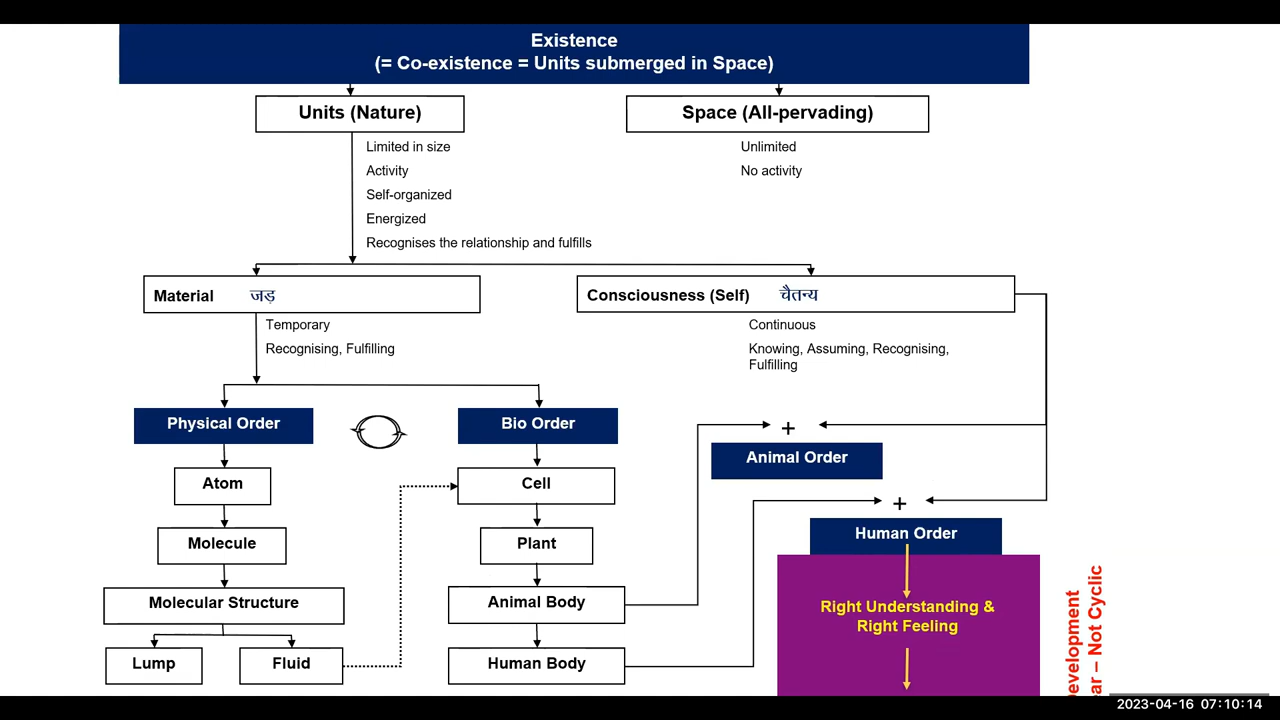 Existence
(= Co-existence = Units submerged in Space)
Units (Nature)
Space (All-pervading)
Limited in size
Activity
Self-organized
Energized
Recognises the relationship and fulfills
Unlimited
No activity
Material जड़
Consciousness (Self) चैतन्य
Temporary
Recognising, Fulfilling
Continuous
Knowing, Assuming, Recognising,
Fulfilling
Physical Order
Bio Order
+
Animal Order
Atom
Cell
+
Human Order
Molecule
Plant
Molecular Structure
Animal Body
Right Understanding &
Right Feeling
Lump
Fluid
Human Body
– Not Cyclic
2023-04-16 07:10:14